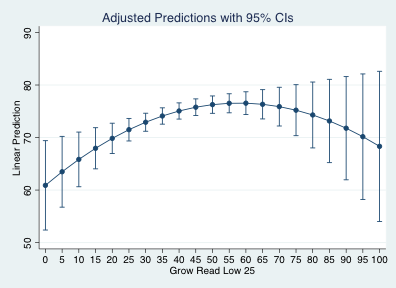 Adjusted Predictions with 95% CIs
90
80
70
60
50
Linear Prediction
0 5 10 15 20 25 30 35 40 45 50 55 60 65 70 75 80 85 90 95 100
Grow Read Low 25